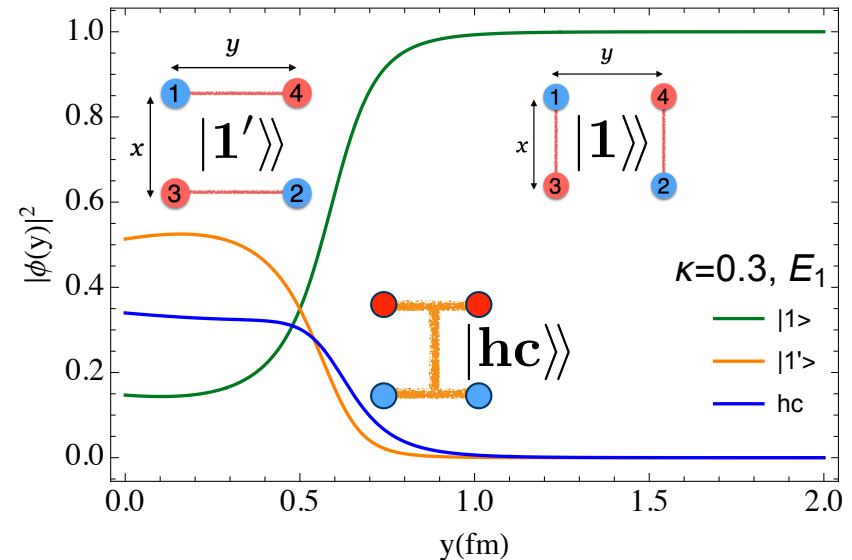 1.0
0.8
0.6
0.4
0.2
0.0
|ϕ(y)|²
0.0 0.5 1.0 1.5 2.0
y(fm)
y
1 4
x |1′⟩⟩
3 2
y
1 4
x |1⟩⟩
3 2
|hc⟩⟩
κ=0.3, E₁
|1>
|1'>
hc